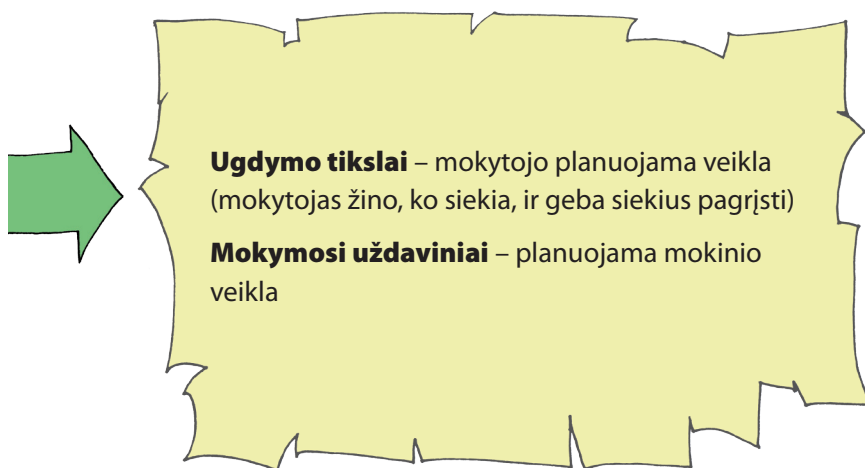 Ugdymo tikslai – mokytojo planuojama veikla
(mokytojas žino, ko siekia, ir geba siekius pagrįsti)
Mokymosi uždaviniai – planuojama mokinio
veikla